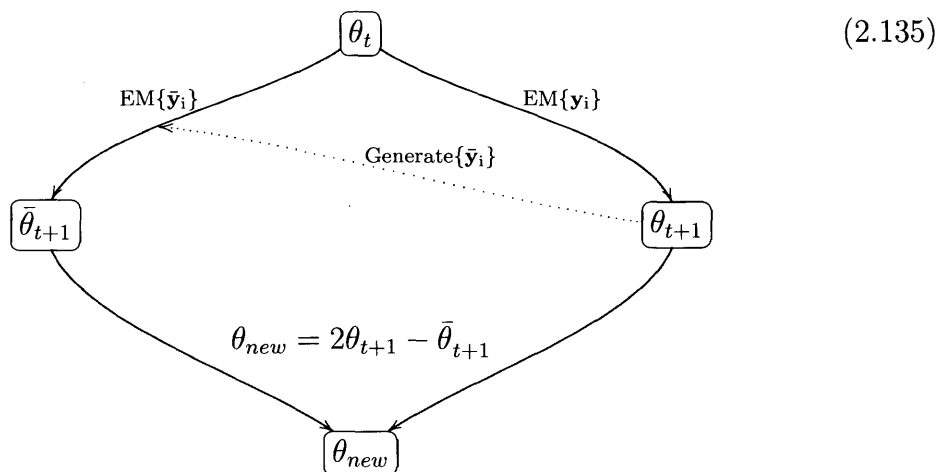 θ_t (2.135)
EM{ȳ_i} EM{y_i}
Generate{ȳ_i}
θ̄_{t+1} θ_{t+1}
θ_{new} = 2θ_{t+1} − θ̄_{t+1}
θ_{new}